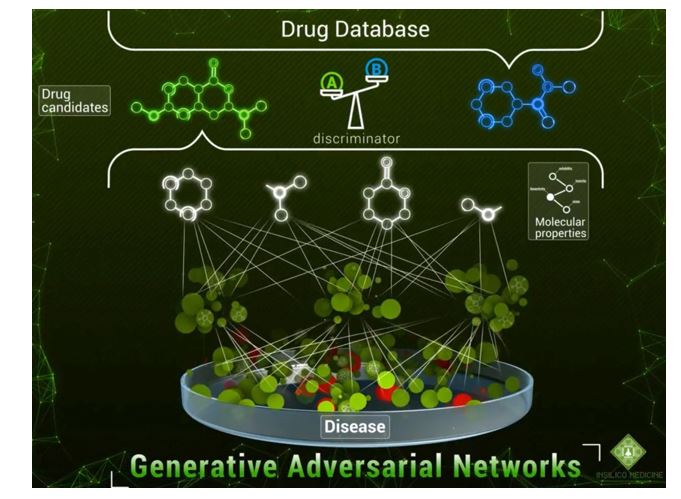 Drug Database
Drug
candidates
A
B
discriminator
Molecular
properties
Disease
Generative Adversarial Networks
INSILICO MEDICINE